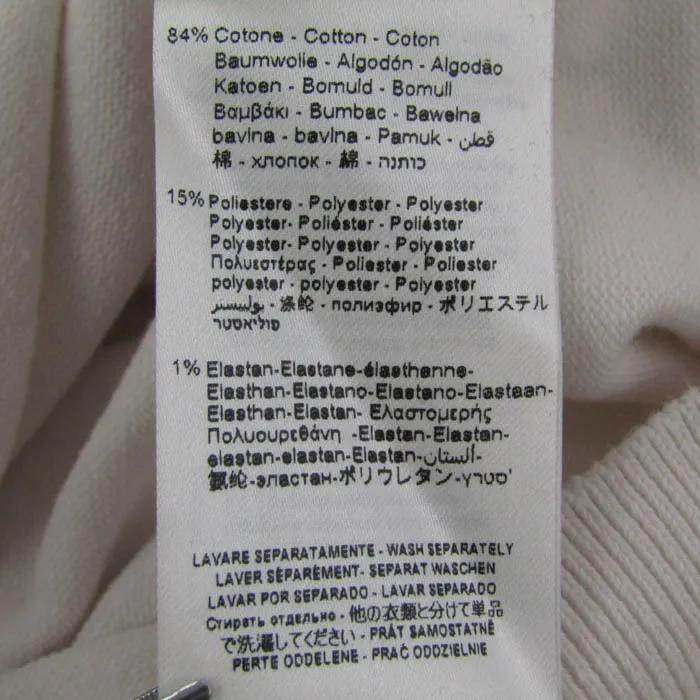 84% Cotone - Cotton - Coton
Baumwolle - Algodón - Algodão
Katoen - Bomuld - Bomull
Βαμβάκι - Bumbac - Bawełna
bavlna - bavlna - Pamuk - قطن
棉 - хлопок - 綿 - כותנה
15% Poliestere - Polyester - Polyester
Polyester- Poliéster - Poliéster
Polyester- Polyester - Polyester
Πολυεστέρας - Poliester - Poliester
polyester - polyester - Polyester
بوليستر - 涤纶 - полиэфир - ポリエステル
פוליאסטר
1% Elastan-Elastane-élasthanne-
Elasthan-Elastano-Elastano-Elastaan-
Elasthan-Elastan- Ελαστομερής
Πολυουρεθάνη -Elastan-Elastan-
elastan-elastan-Elastan-ألستان-
氨纶-эластан-ポリウレタン-סטרץ'
LAVARE SEPARATAMENTE - WASH SEPARATELY
LAVER SÉPARÉMENT- SEPARAT WASCHEN
LAVAR POR SEPARADO - LAVAR SEPARADO
Стирать отдельно - 他の衣類と分けて単品
で洗濯してください - PRÁT SAMOSTATNĚ
PERTE ODDELENE - PRAĆ ODDZIELNIE